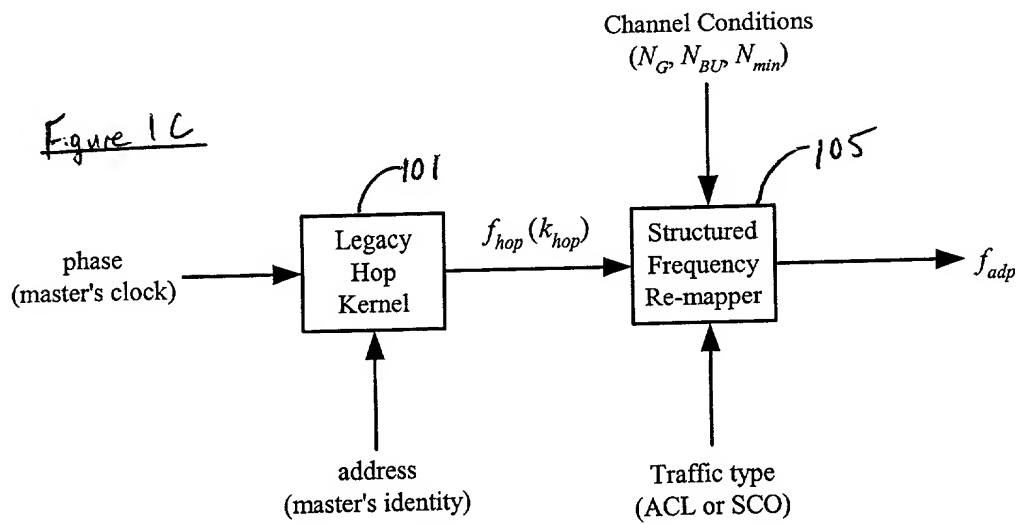 Channel Conditions
(N_G, N_BU, N_min)
Figure 1C
101
105
Legacy
Hop
Kernel
f_hop (k_hop)
Structured
Frequency
Re-mapper
phase
(master's clock)
f_adp
address
(master's identity)
Traffic type
(ACL or SCO)